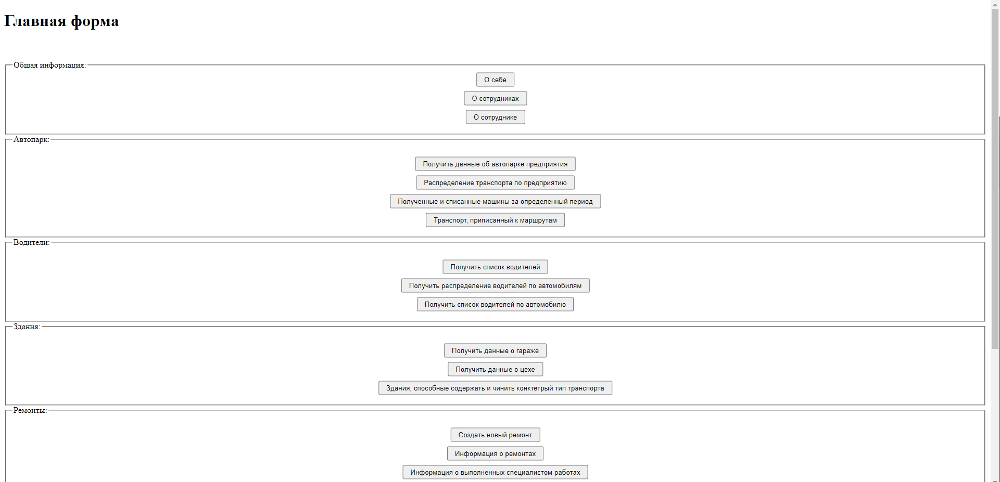 Главная форма
Общая информация:
О себе
О сотрудниках
О сотруднике
Автопарк:
Получить данные об автопарке предприятия
Распределение транспорта по предприятию
Полученные и списанные машины за определенный период
Транспорт, приписанный к маршрутам
Водители:
Получить список водителей
Получить распределение водителей по автомобилям
Получить список водителей по автомобилю
Здания:
Получить данные о гараже
Получить данные о цехе
Здания, способные содержать и чинить конктетрый тип транспорта
Ремонты:
Создать новый ремонт
Информация о ремонтах
Информация о выполненных специалистом работах